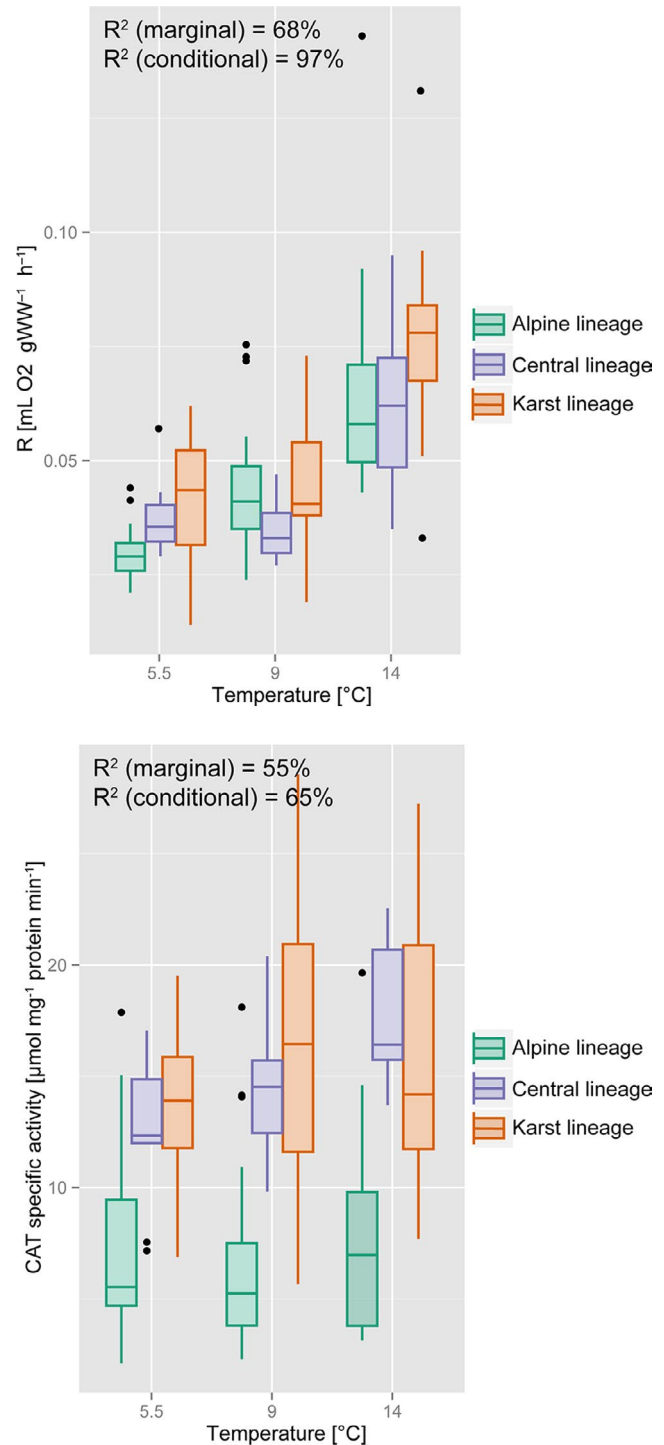 R² (marginal) = 68%
R² (conditional) = 97%
0.10
0.05
R [mL O2 gWW⁻¹ h⁻¹]
5.5 9 14
Temperature [°C]
Alpine lineage
Central lineage
Karst lineage
R² (marginal) = 55%
R² (conditional) = 65%
20
10
CAT specific activity [µmol mg⁻¹ protein min⁻¹]
5.5 9 14
Temperature [°C]
Alpine lineage
Central lineage
Karst lineage